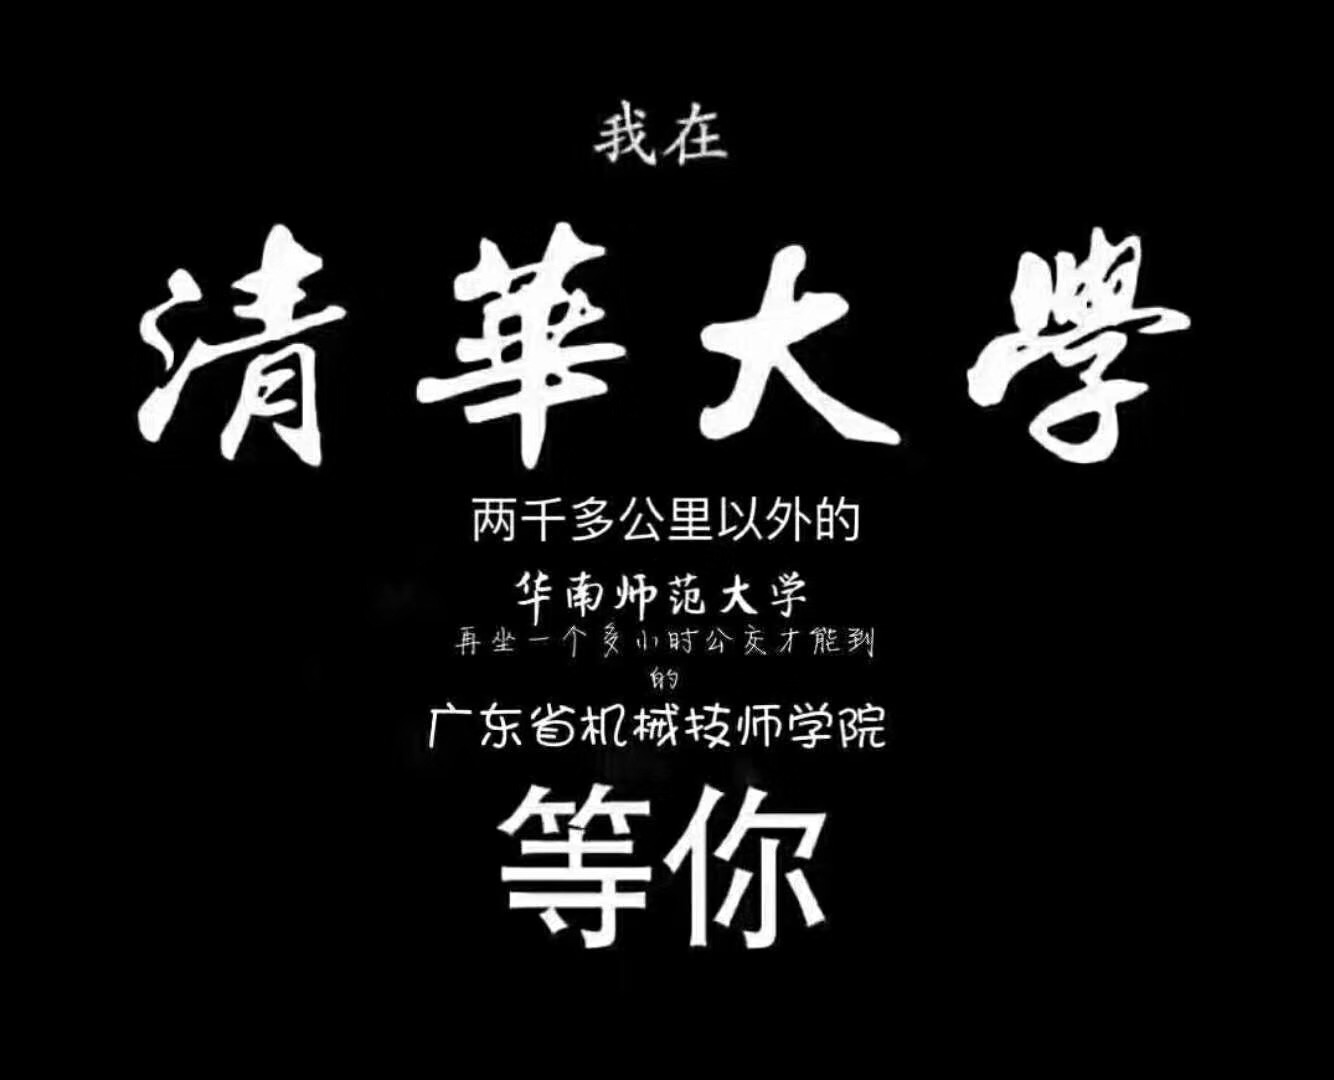 我在
清華大學
两千多公里以外的
华南师范大学
再坐一个多小时公交才能到
的
广东省机械技师学院
等你